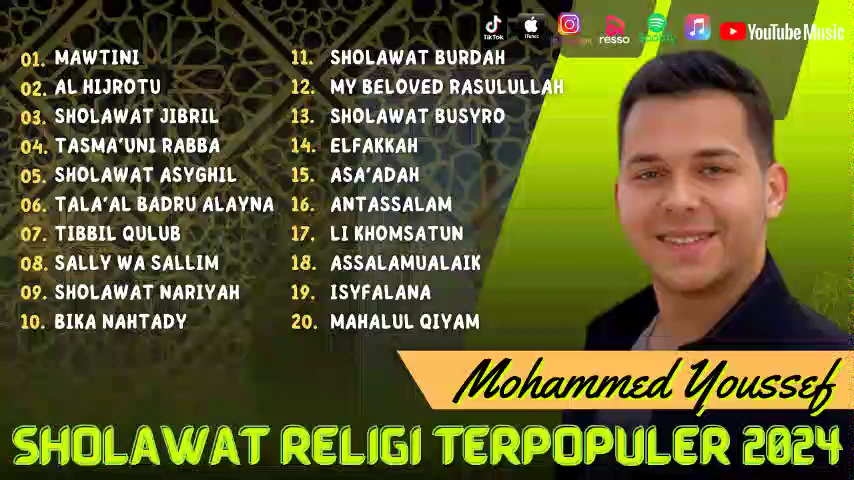 TikTok
iTunes
resso
Spotify
YouTube Music
01. MAWTINI
02. AL HIJROTU
03. SHOLAWAT JIBRIL
04. TASMA'UNI RABBA
05. SHOLAWAT ASYGHIL
06. TALA'AL BADRU ALAYNA
07. TIBBIL QULUB
08. SALLY WA SALLIM
09. SHOLAWAT NARIYAH
10. BIKA NAHTADY
11. SHOLAWAT BURDAH
12. MY BELOVED RASULULLAH
13. SHOLAWAT BUSYRO
14. ELFAKKAH
15. ASA'ADAH
16. ANTASSALAM
17. LI KHOMSATUN
18. ASSALAMUALAIK
19. ISYFALANA
20. MAHALUL QIYAM
Mohammed Youssef
SHOLAWAT RELIGI TERPOPULER 2024